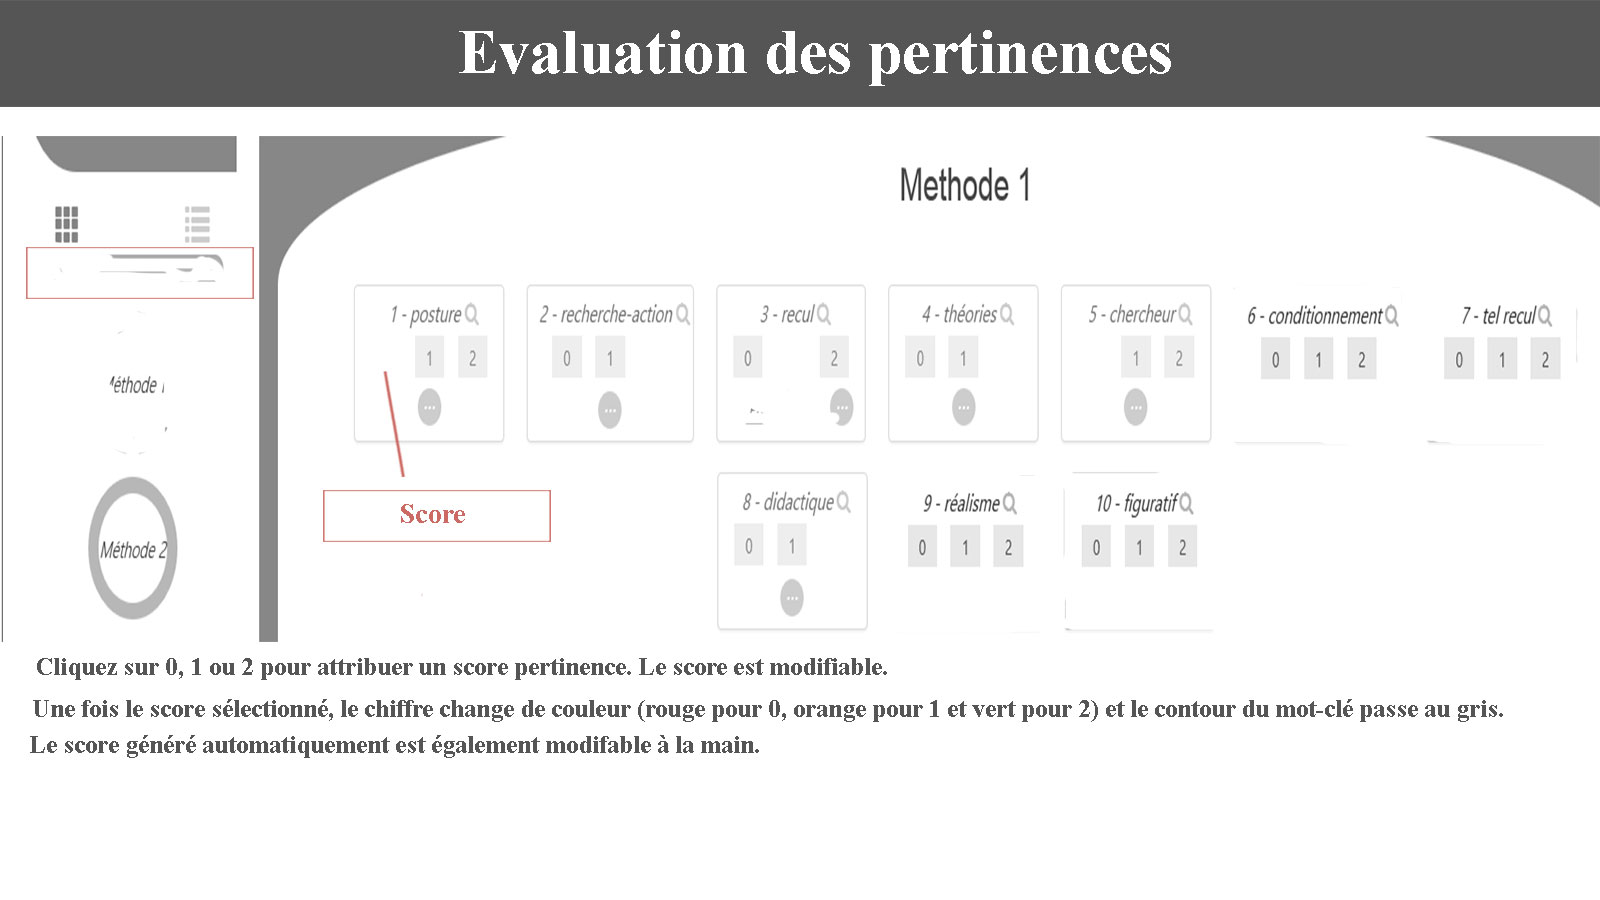 Evaluation des pertinences
Methode 1
1 - posture
1 2
2 - recherche-action
0 1
3 - recul
0 2
4 - théories
0 1
5 - chercheur
1 2
6 - conditionnement
0 1 2
7 - tel recul
0 1 2
éthode
Méthode 2
Score
8 - didactique
0 1
9 - réalisme
0 1 2
10 - figuratif
0 1 2
Cliquez sur 0, 1 ou 2 pour attribuer un score pertinence. Le score est modifiable.
Une fois le score sélectionné, le chiffre change de couleur (rouge pour 0, orange pour 1 et vert pour 2) et le contour du mot-clé passe au gris.
Le score généré automatiquement est également modifable à la main.